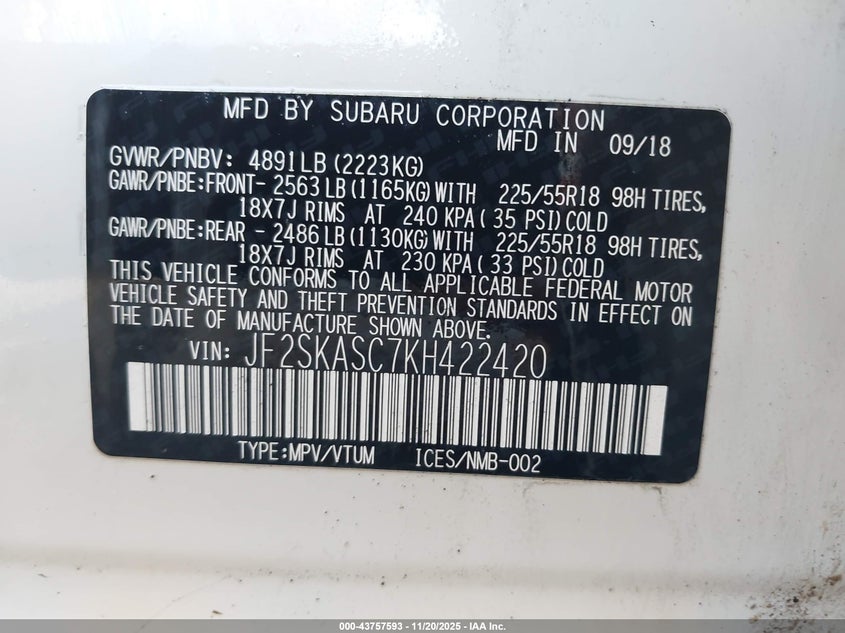 MFD BY SUBARU CORPORATION
MFD IN 09/18
GVWR/PNBV: 4891LB (2223KG)
GAWR/PNBE:FRONT- 2563LB(1165KG)WITH 225/55R18 98H TIRES,
18X7J RIMS AT 240 KPA( 35 PSI)COLD
GAWR/PNBE:REAR - 2486LB(1130KG)WITH 225/55R18 98H TIRES,
18X7J RIMS AT 230 KPA( 33 PSI)COLD
THIS VEHICLE CONFORMS TO ALL APPLICABLE FEDERAL MOTOR
VEHICLE SAFETY AND THEFT PREVENTION STANDARDS IN EFFECT ON
THE DATE OF MANUFACTURE SHOWN ABOVE.
VIN: JF2SKASC7KH422420
TYPE:MPV/VTUM ICES/NMB-002
000-43757593 - 11/20/2025 - IAA Inc.